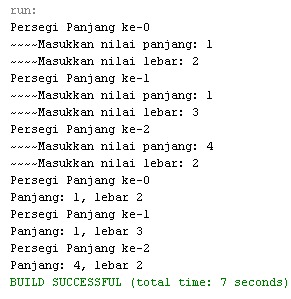 run:
Persegi Panjang ke-0
~~~~Masukkan nilai panjang: 1
~~~~Masukkan nilai lebar: 2
Persegi Panjang ke-1
~~~~Masukkan nilai panjang: 1
~~~~Masukkan nilai lebar: 3
Persegi Panjang ke-2
~~~~Masukkan nilai panjang: 4
~~~~Masukkan nilai lebar: 2
Persegi Panjang ke-0
Panjang: 1, lebar 2
Persegi Panjang ke-1
Panjang: 1, lebar 3
Persegi Panjang ke-2
Panjang: 4, lebar 2
BUILD SUCCESSFUL (total time: 7 seconds)